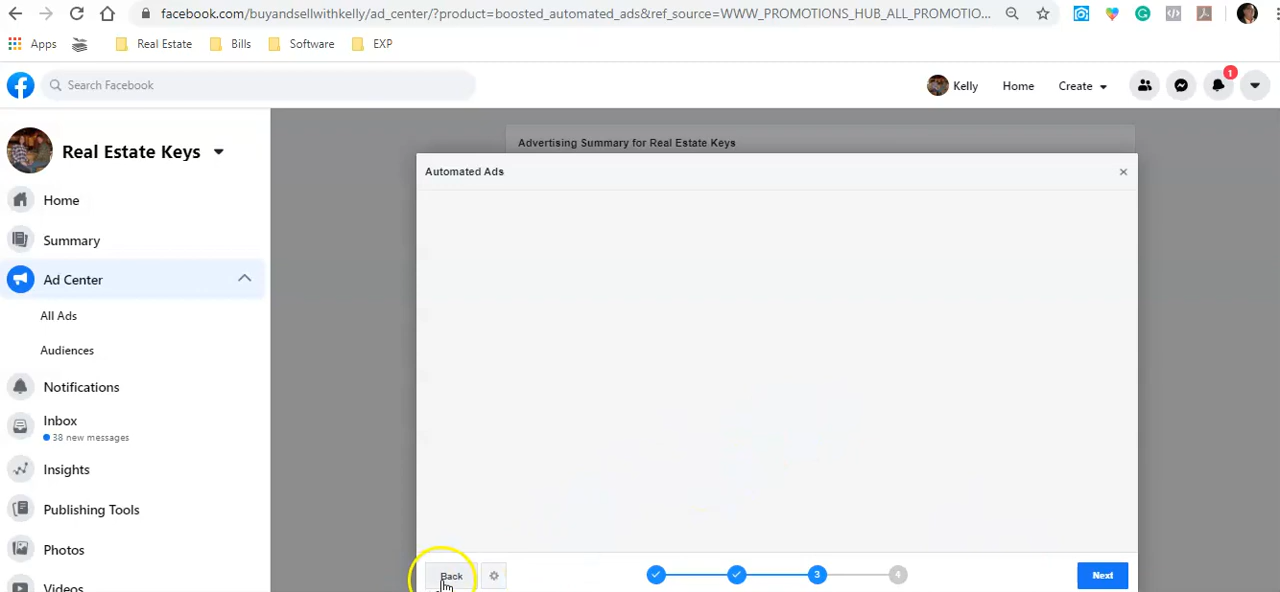 facebook.com/buyandsellwithkelly/ad_center/?product=boosted_automated_ads&ref_source=WWW_PROMOTIONS_HUB_ALL_PROMOTIO...
Apps Real Estate Bills Software EXP
Search Facebook Kelly Home Create 1
Real Estate Keys
Advertising Summary for Real Estate Keys
Automated Ads ×
Home
Summary
Ad Center
All Ads
Audiences
Notifications
Inbox
38 new messages
Insights
Publishing Tools
Photos
Videos
Back 3 4 Next